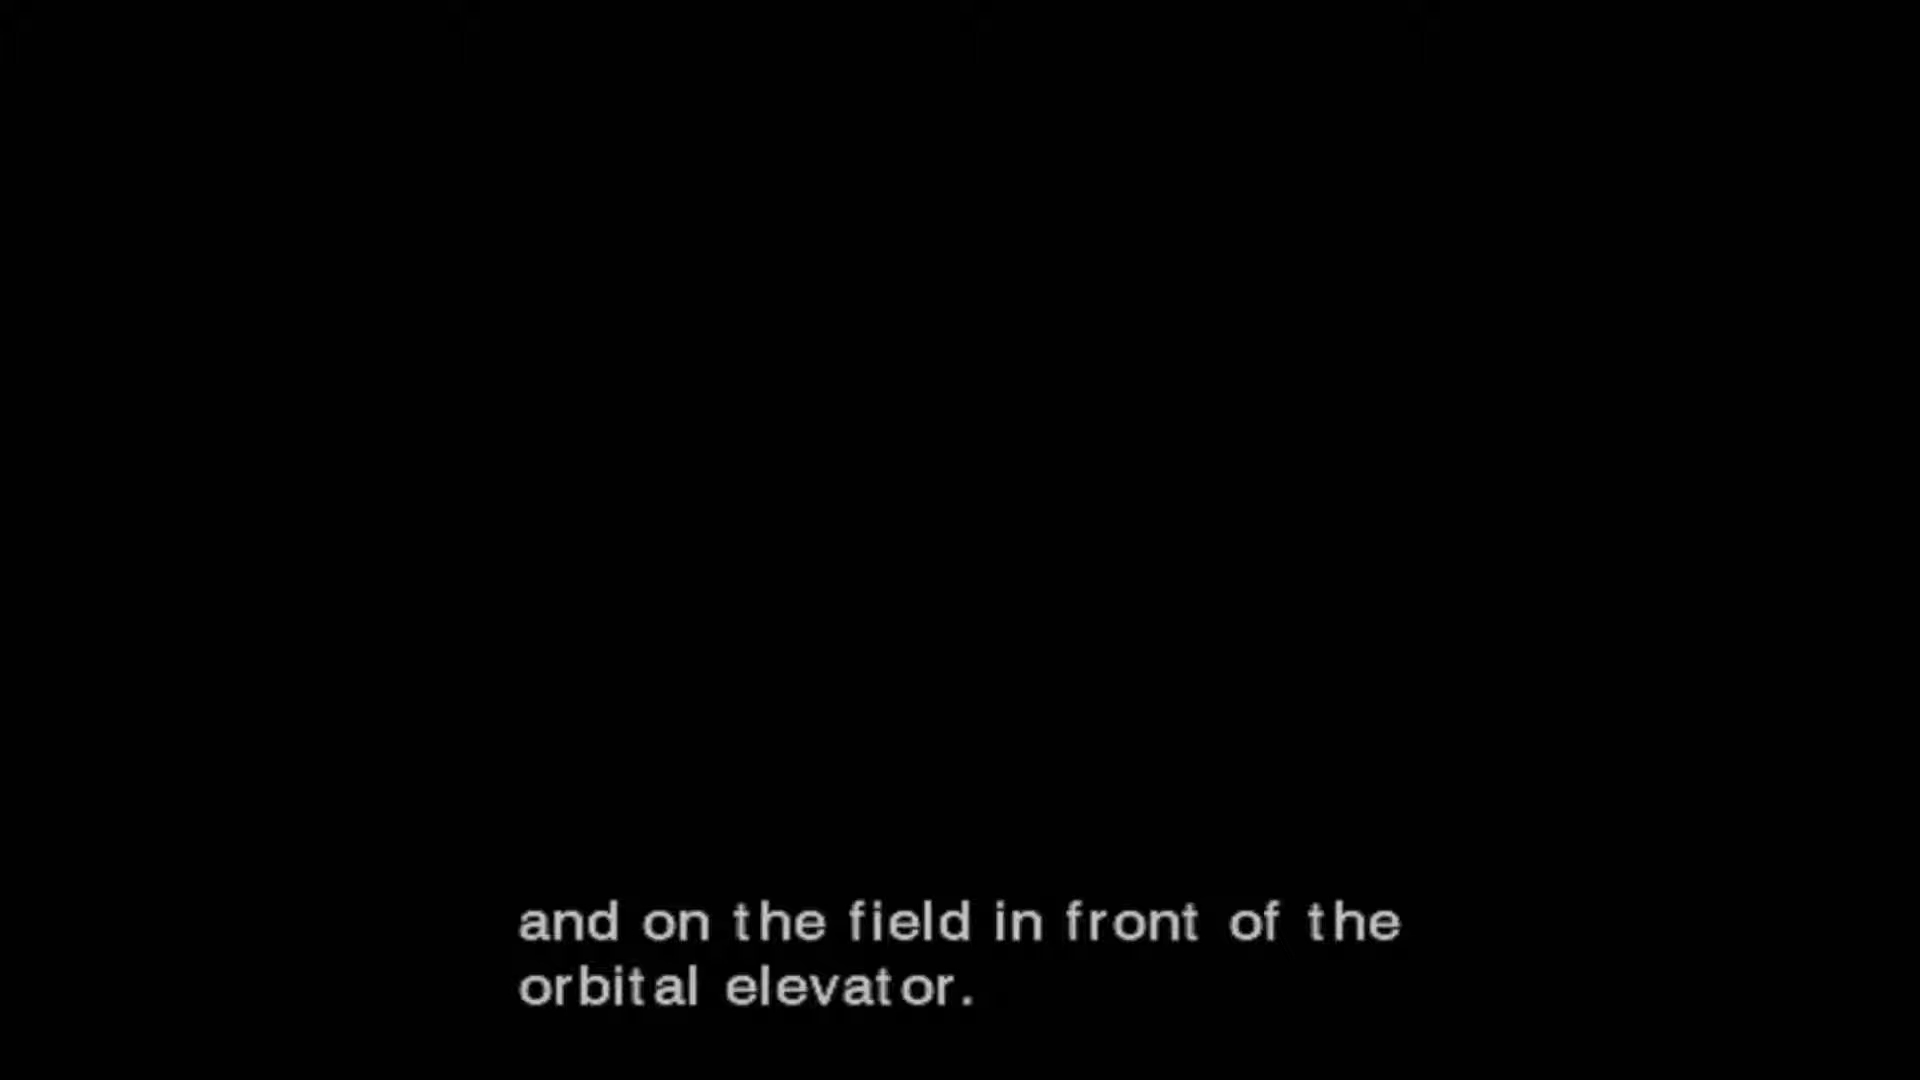 and on the field in front of the
orbital elevator.